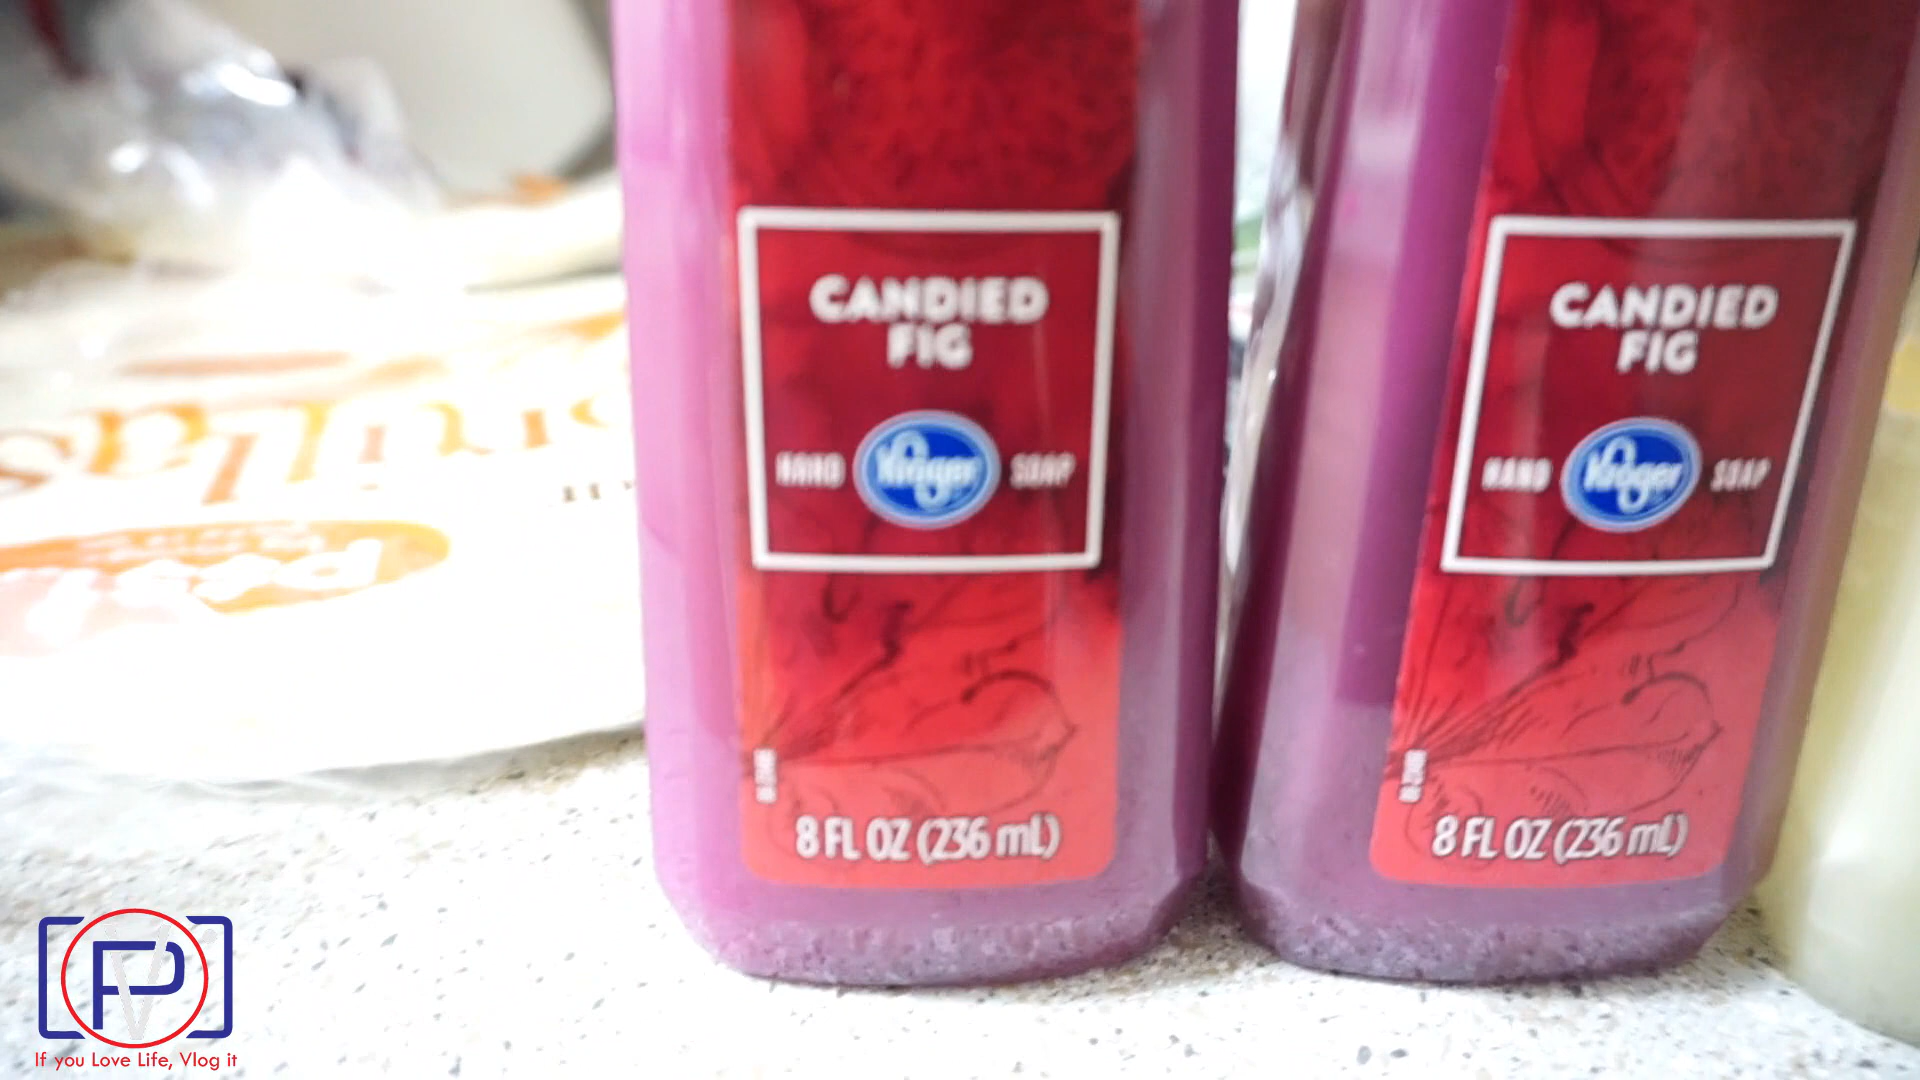 CANDIED
FIG
HAND Kroger SOAP
8 FL OZ (236 mL)
CANDIED
FIG
HAND Kroger SOAP
8 FL OZ (236 mL)
PV
If you Love Life, Vlog it